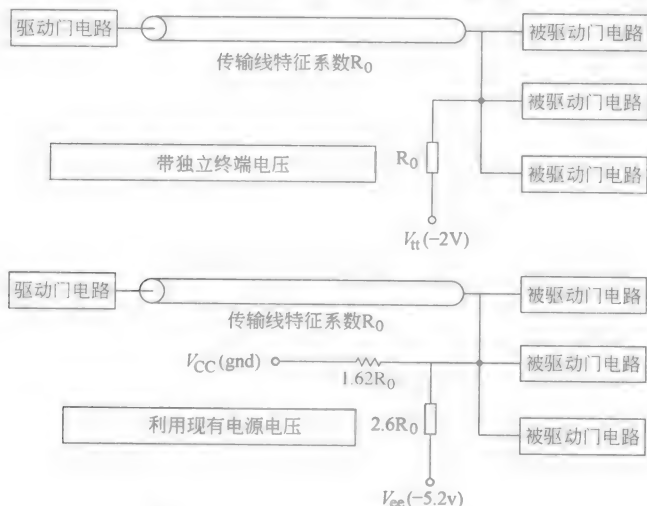 驱动门电路
被驱动门电路
传输线特征系数R₀
被驱动门电路
带独立终端电压
R₀
被驱动门电路
Vtt(−2V)
驱动门电路
被驱动门电路
传输线特征系数R₀
VCC(gnd)
1.62R₀
被驱动门电路
利用现有电源电压
2.6R₀
被驱动门电路
Vee(−5.2v)